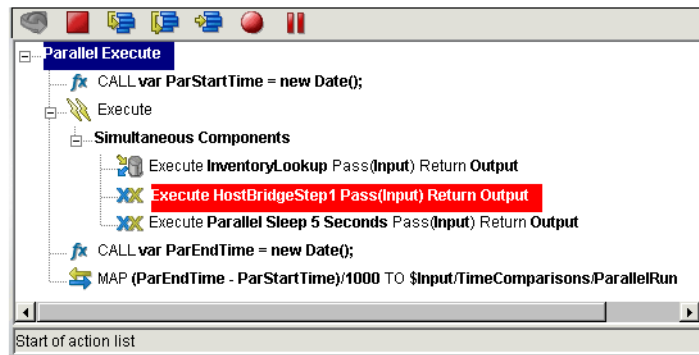 Parallel Execute
fx CALL var ParStartTime = new Date();
Execute
Simultaneous Components
Execute InventoryLookup Pass(Input) Return Output
Execute HostBridgeStep1 Pass(Input) Return Output
Execute Parallel Sleep 5 Seconds Pass(Input) Return Output
fx CALL var ParEndTime = new Date();
MAP (ParEndTime - ParStartTime)/1000 TO $Input/TimeComparisons/ParallelRun
Start of action list